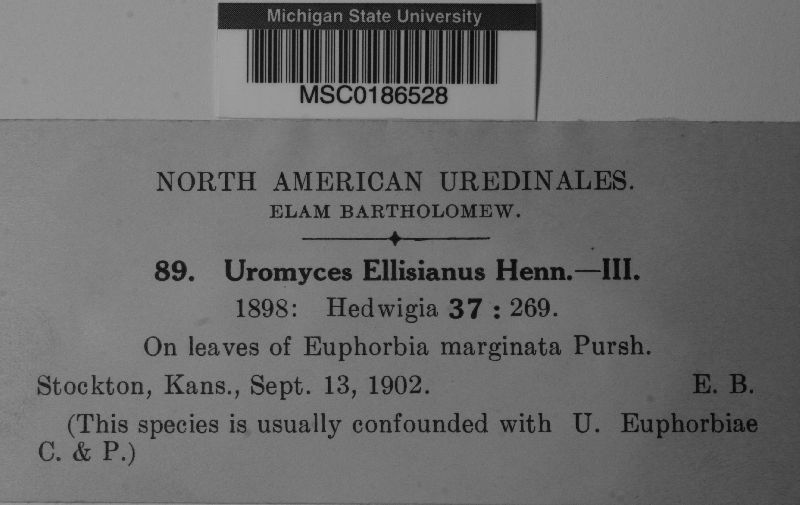 Michigan State University
MSC0186528
NORTH AMERICAN UREDINALES.
ELAM BARTHOLOMEW.
89. Uromyces Ellisianus Henn.—III.
1898: Hedwigia 37 : 269.
On leaves of Euphorbia marginata Pursh.
Stockton, Kans., Sept. 13, 1902. E. B.
(This species is usually confounded with U. Euphorbiae
C. & P.)